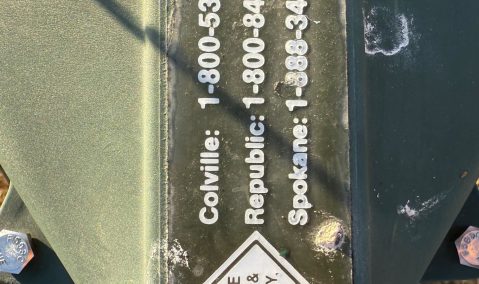 Colville: 1-800-53
Republic: 1-800-84
Spokane: 1-888-34
E
&
Y.